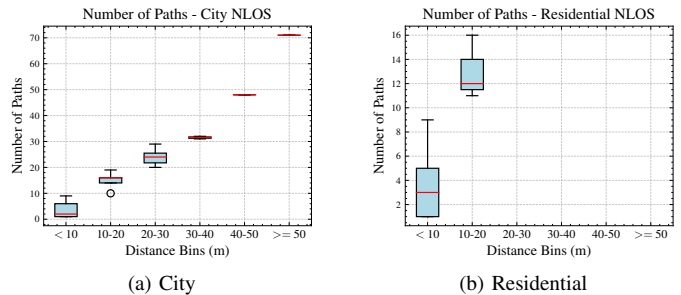 Number of Paths - City NLOS
Number of Paths
70
60
50
40
30
20
10
0
< 10 10-20 20-30 30-40 40-50 >= 50
Distance Bins (m)
(a) City
Number of Paths - Residential NLOS
Number of Paths
16
14
12
10
8
6
4
2
< 10 10-20 20-30 30-40 40-50 >= 50
Distance Bins (m)
(b) Residential